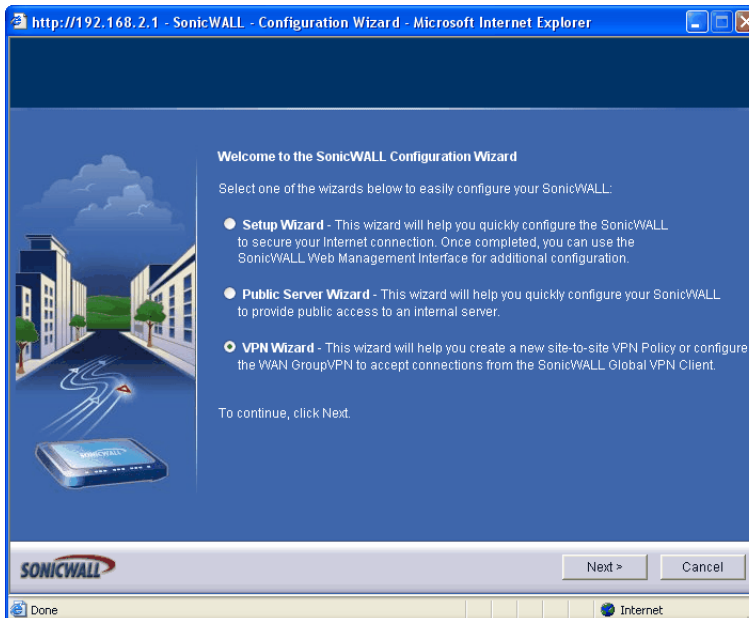 http://192.168.2.1 - SonicWALL - Configuration Wizard - Microsoft Internet Explorer
Welcome to the SonicWALL Configuration Wizard
Select one of the wizards below to easily configure your SonicWALL:
Setup Wizard - This wizard will help you quickly configure the SonicWALL
to secure your Internet connection. Once completed, you can use the
SonicWALL Web Management Interface for additional configuration.
Public Server Wizard - This wizard will help you quickly configure your SonicWALL
to provide public access to an internal server.
VPN Wizard - This wizard will help you create a new site-to-site VPN Policy or configure
the WAN GroupVPN to accept connections from the SonicWALL Global VPN Client.
To continue, click Next.
SONICWALL
SONICWALL
Next >
Cancel
Done
Internet